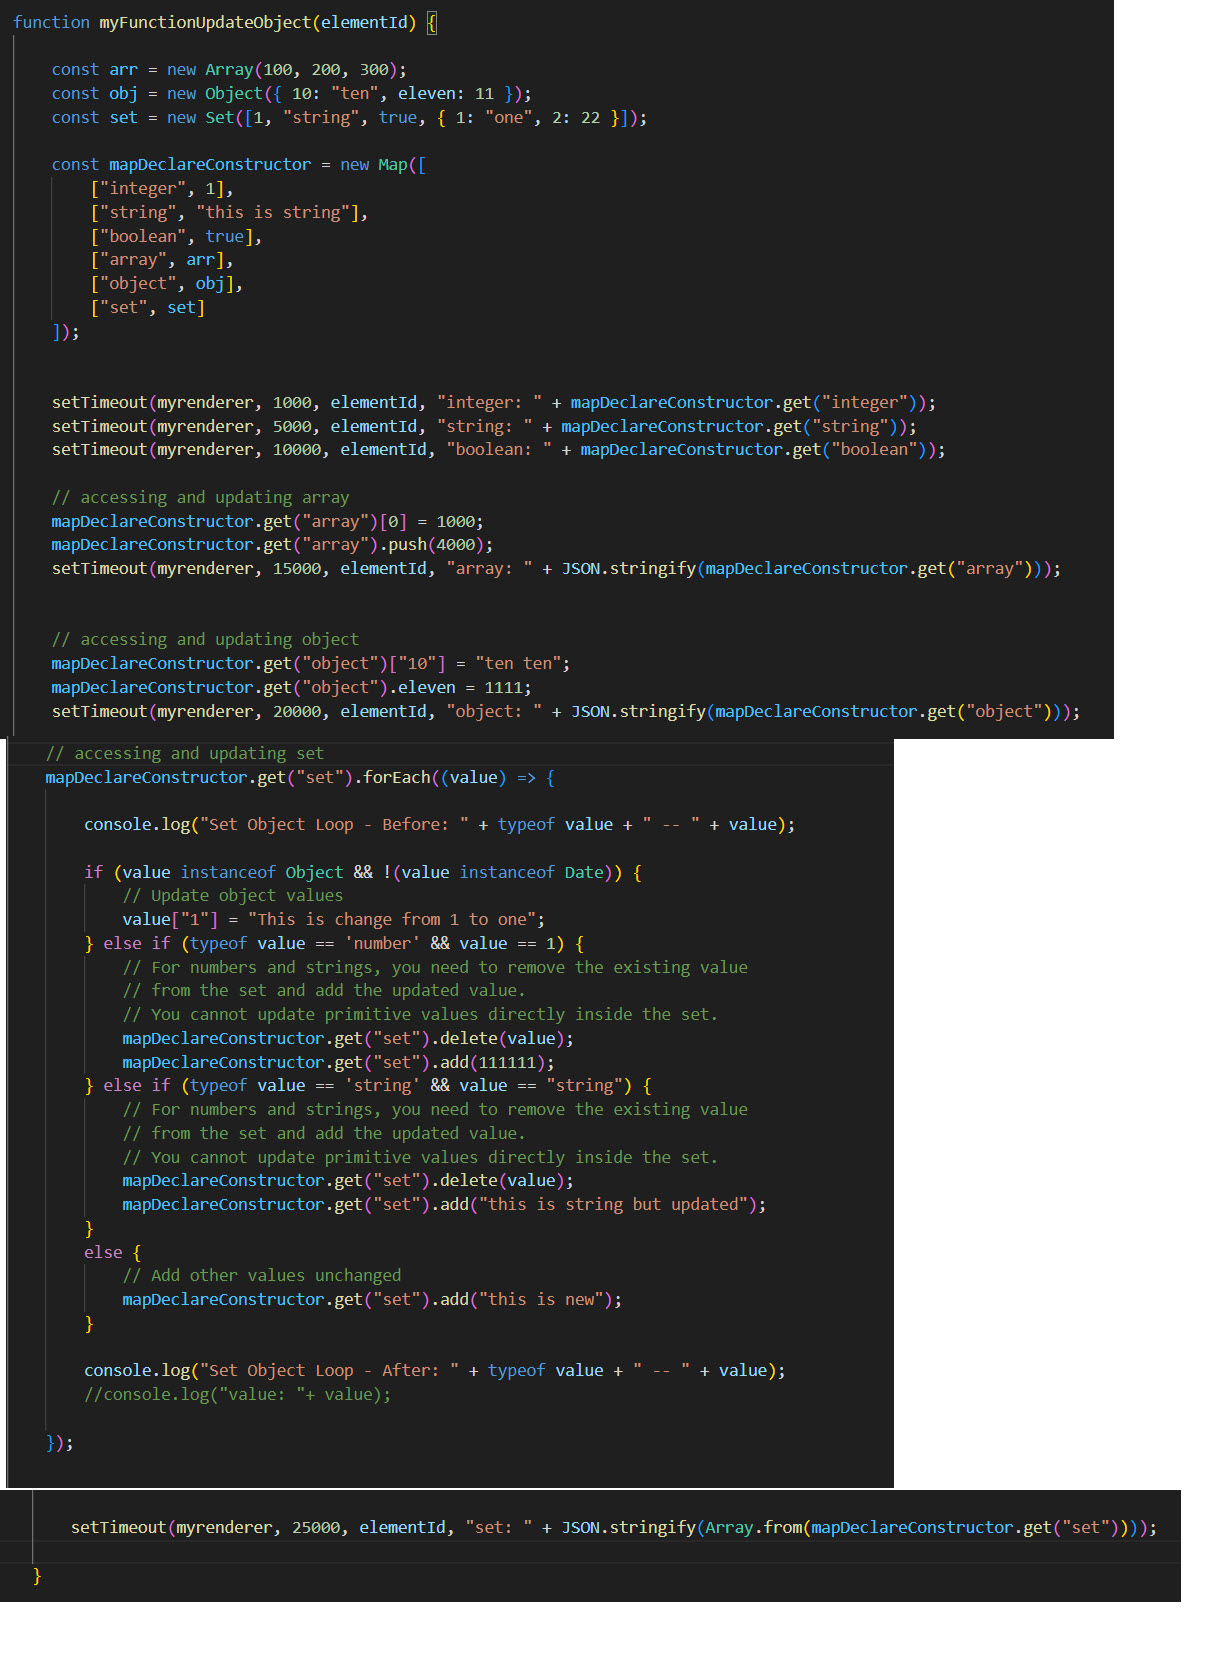 function myFunctionUpdateObject(elementId) {
const arr = new Array(100, 200, 300);
const obj = new Object({ 10: "ten", eleven: 11 });
const set = new Set([1, "string", true, { 1: "one", 2: 22 }]);
const mapDeclareConstructor = new Map([
["integer", 1],
["string", "this is string"],
["boolean", true],
["array", arr],
["object", obj],
["set", set]
]);
setTimeout(myrenderer, 1000, elementId, "integer: " + mapDeclareConstructor.get("integer"));
setTimeout(myrenderer, 5000, elementId, "string: " + mapDeclareConstructor.get("string"));
setTimeout(myrenderer, 10000, elementId, "boolean: " + mapDeclareConstructor.get("boolean"));
// accessing and updating array
mapDeclareConstructor.get("array")[0] = 1000;
mapDeclareConstructor.get("array").push(4000);
setTimeout(myrenderer, 15000, elementId, "array: " + JSON.stringify(mapDeclareConstructor.get("array")));
// accessing and updating object
mapDeclareConstructor.get("object")["10"] = "ten ten";
mapDeclareConstructor.get("object").eleven = 1111;
setTimeout(myrenderer, 20000, elementId, "object: " + JSON.stringify(mapDeclareConstructor.get("object")));
// accessing and updating set
mapDeclareConstructor.get("set").forEach((value) => {
console.log("Set Object Loop - Before: " + typeof value + " -- " + value);
if (value instanceof Object && !(value instanceof Date)) {
// Update object values
value["1"] = "This is change from 1 to one";
} else if (typeof value == 'number' && value == 1) {
// For numbers and strings, you need to remove the existing value
// from the set and add the updated value.
// You cannot update primitive values directly inside the set.
mapDeclareConstructor.get("set").delete(value);
mapDeclareConstructor.get("set").add(111111);
} else if (typeof value == 'string' && value == "string") {
// For numbers and strings, you need to remove the existing value
// from the set and add the updated value.
// You cannot update primitive values directly inside the set.
mapDeclareConstructor.get("set").delete(value);
mapDeclareConstructor.get("set").add("this is string but updated");
}
else {
// Add other values unchanged
mapDeclareConstructor.get("set").add("this is new");
}
console.log("Set Object Loop - After: " + typeof value + " -- " + value);
//console.log("value: "+ value);
});
setTimeout(myrenderer, 25000, elementId, "set: " + JSON.stringify(Array.from(mapDeclareConstructor.get("set"))));
}